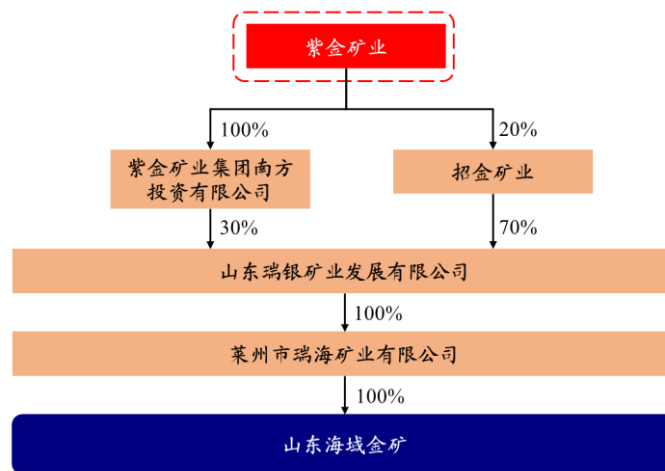 紫金矿业
100%
20%
紫金矿业集团南方
投资有限公司
招金矿业
30%
70%
山东瑞银矿业发展有限公司
100%
莱州市瑞海矿业有限公司
100%
山东海域金矿